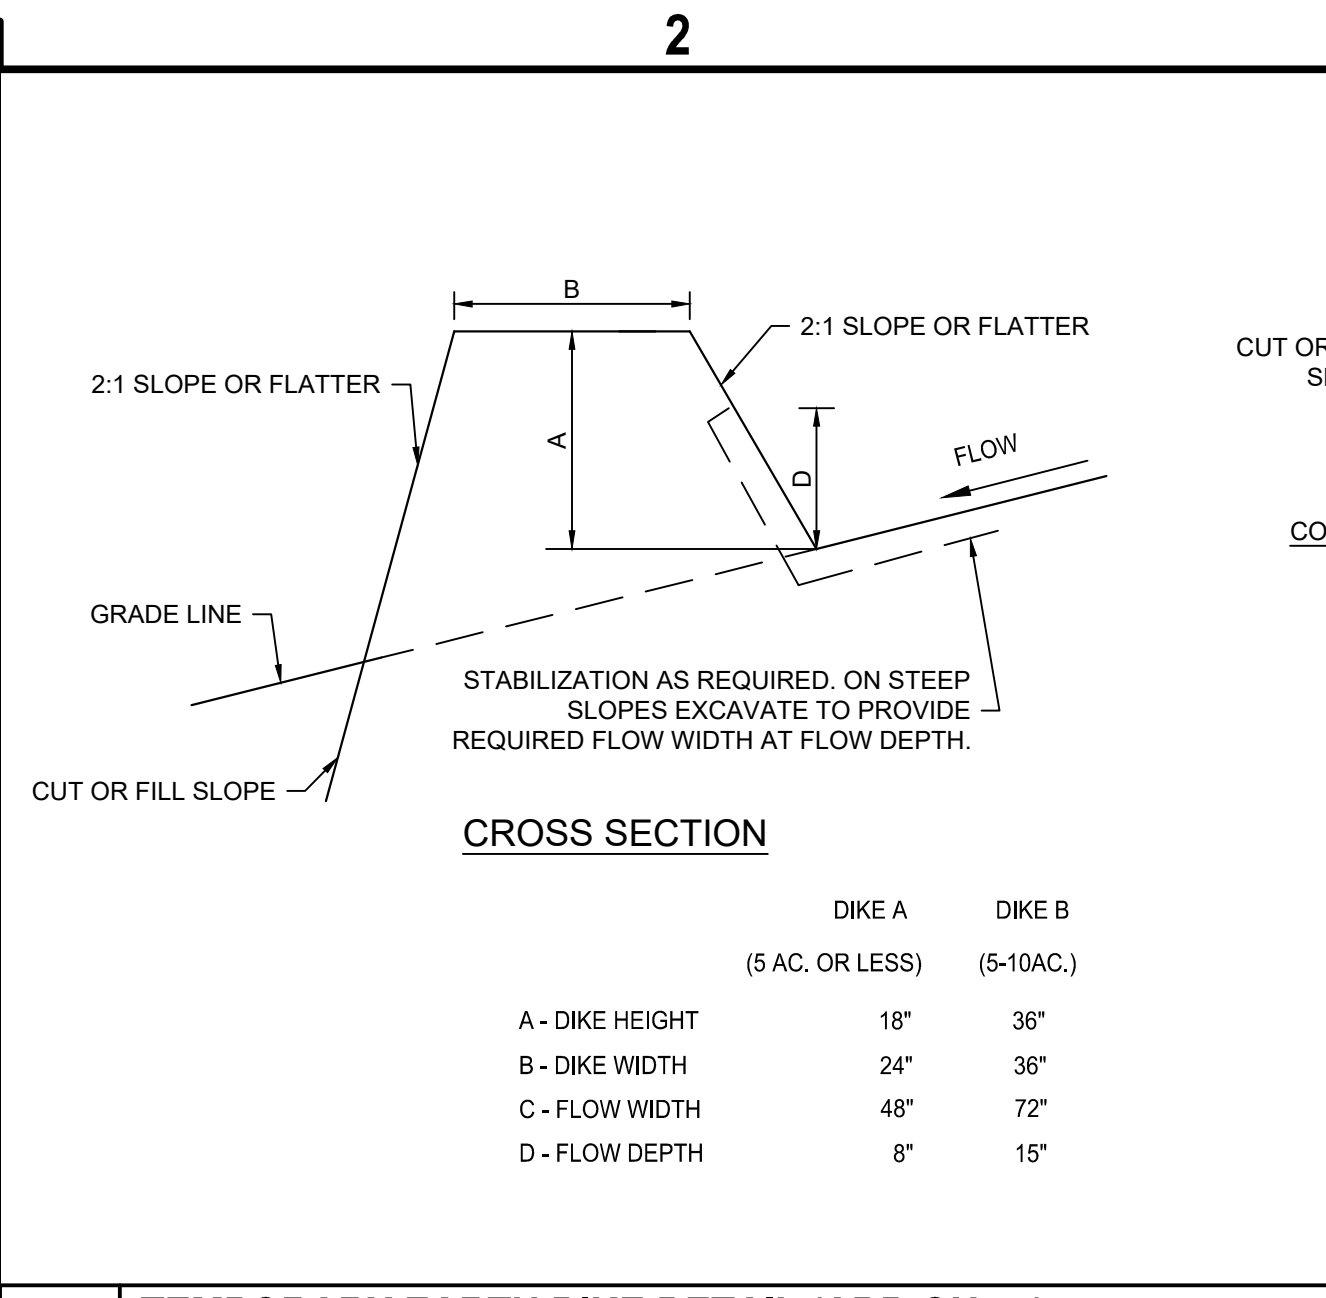 2
B
2:1 SLOPE OR FLATTER
CUT OR
2:1 SLOPE OR FLATTER
A
D
FLOW
CO
GRADE LINE
STABILIZATION AS REQUIRED. ON STEEP
SLOPES EXCAVATE TO PROVIDE
REQUIRED FLOW WIDTH AT FLOW DEPTH.
CUT OR FILL SLOPE
CROSS SECTION
DIKE A DIKE B
(5 AC. OR LESS) (5-10AC.)
A - DIKE HEIGHT 18" 36"
B - DIKE WIDTH 24" 36"
C - FLOW WIDTH 48" 72"
D - FLOW DEPTH 8" 15"